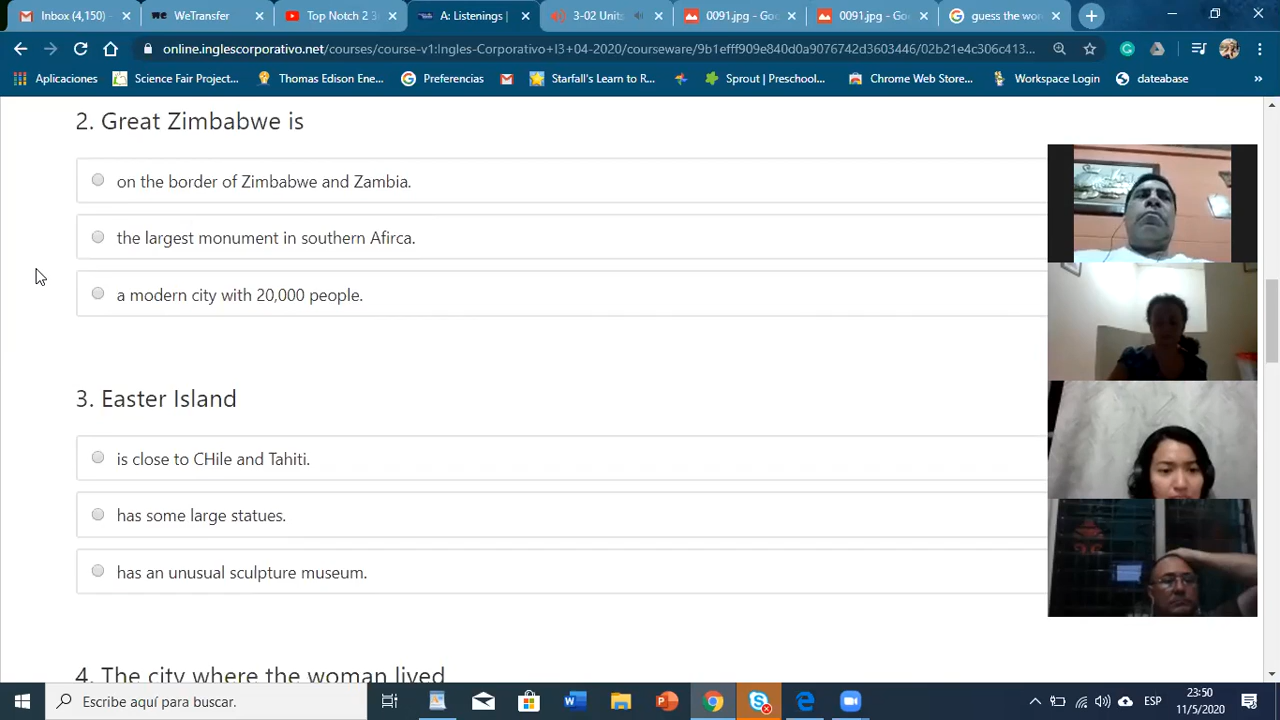 Inbox (4,150)
WeTransfer
Top Notch 2 3
A: Listenings |
3-02 Units
0091.jpg - Goo
0091.jpg - Goo
guess the wo
online.inglescorporativo.net/courses/course-v1:Ingles-Corporativo+I3+04-2020/courseware/9b1efff909e840d0a9076742d3603446/02b21e4c306c413...
Aplicaciones
Science Fair Project...
Thomas Edison Ene...
Preferencias
Starfall's Learn to R...
Sprout | Preschool...
Chrome Web Store...
Workspace Login
dateabase
2. Great Zimbabwe is
on the border of Zimbabwe and Zambia.
the largest monument in southern Afirca.
a modern city with 20,000 people.
3. Easter Island
is close to CHile and Tahiti.
has some large statues.
has an unusual sculpture museum.
4. The city where the woman lived
Escribe aquí para buscar.
ESP
23:50
11/5/2020